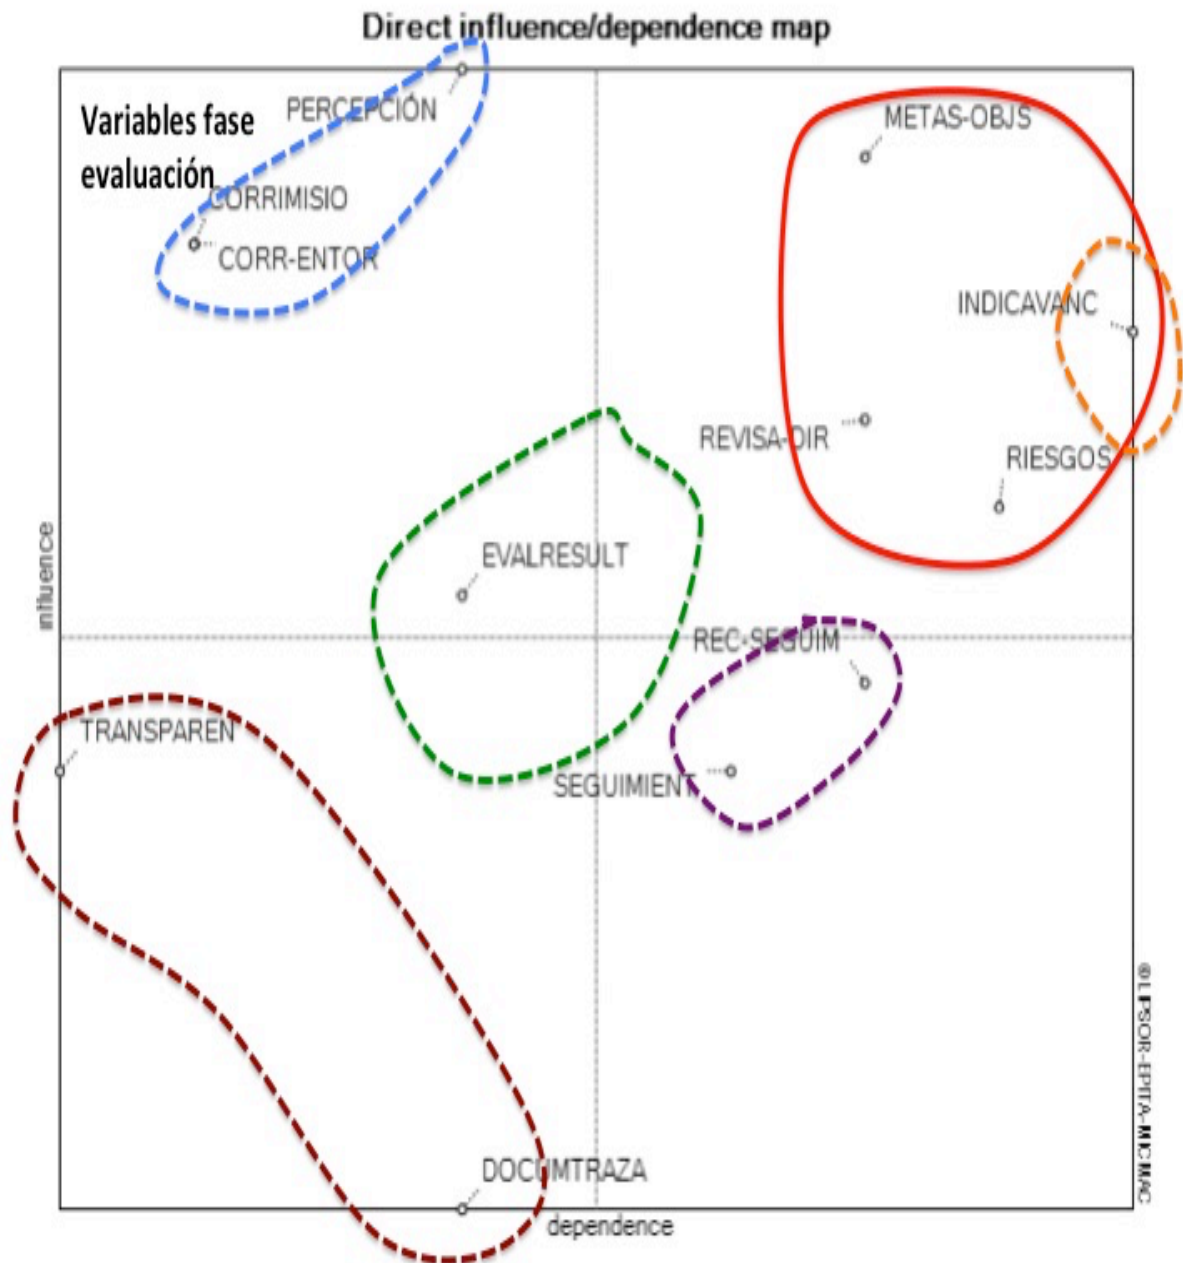 Direct influence/dependence map
Variables fase
evaluación
PERCEPCIÓN
METAS-OBJS
CORRIMISIO
CORR-ENTOR
INDICAVANC
REVISA-DIR
RIESGOS
EVALRESULT
influence
REC-SEGUIM
TRANSPAREN
SEGUIMIENT
DOCUMTRAZA
dependence
© LIPSOR-EPITA-MICMAC